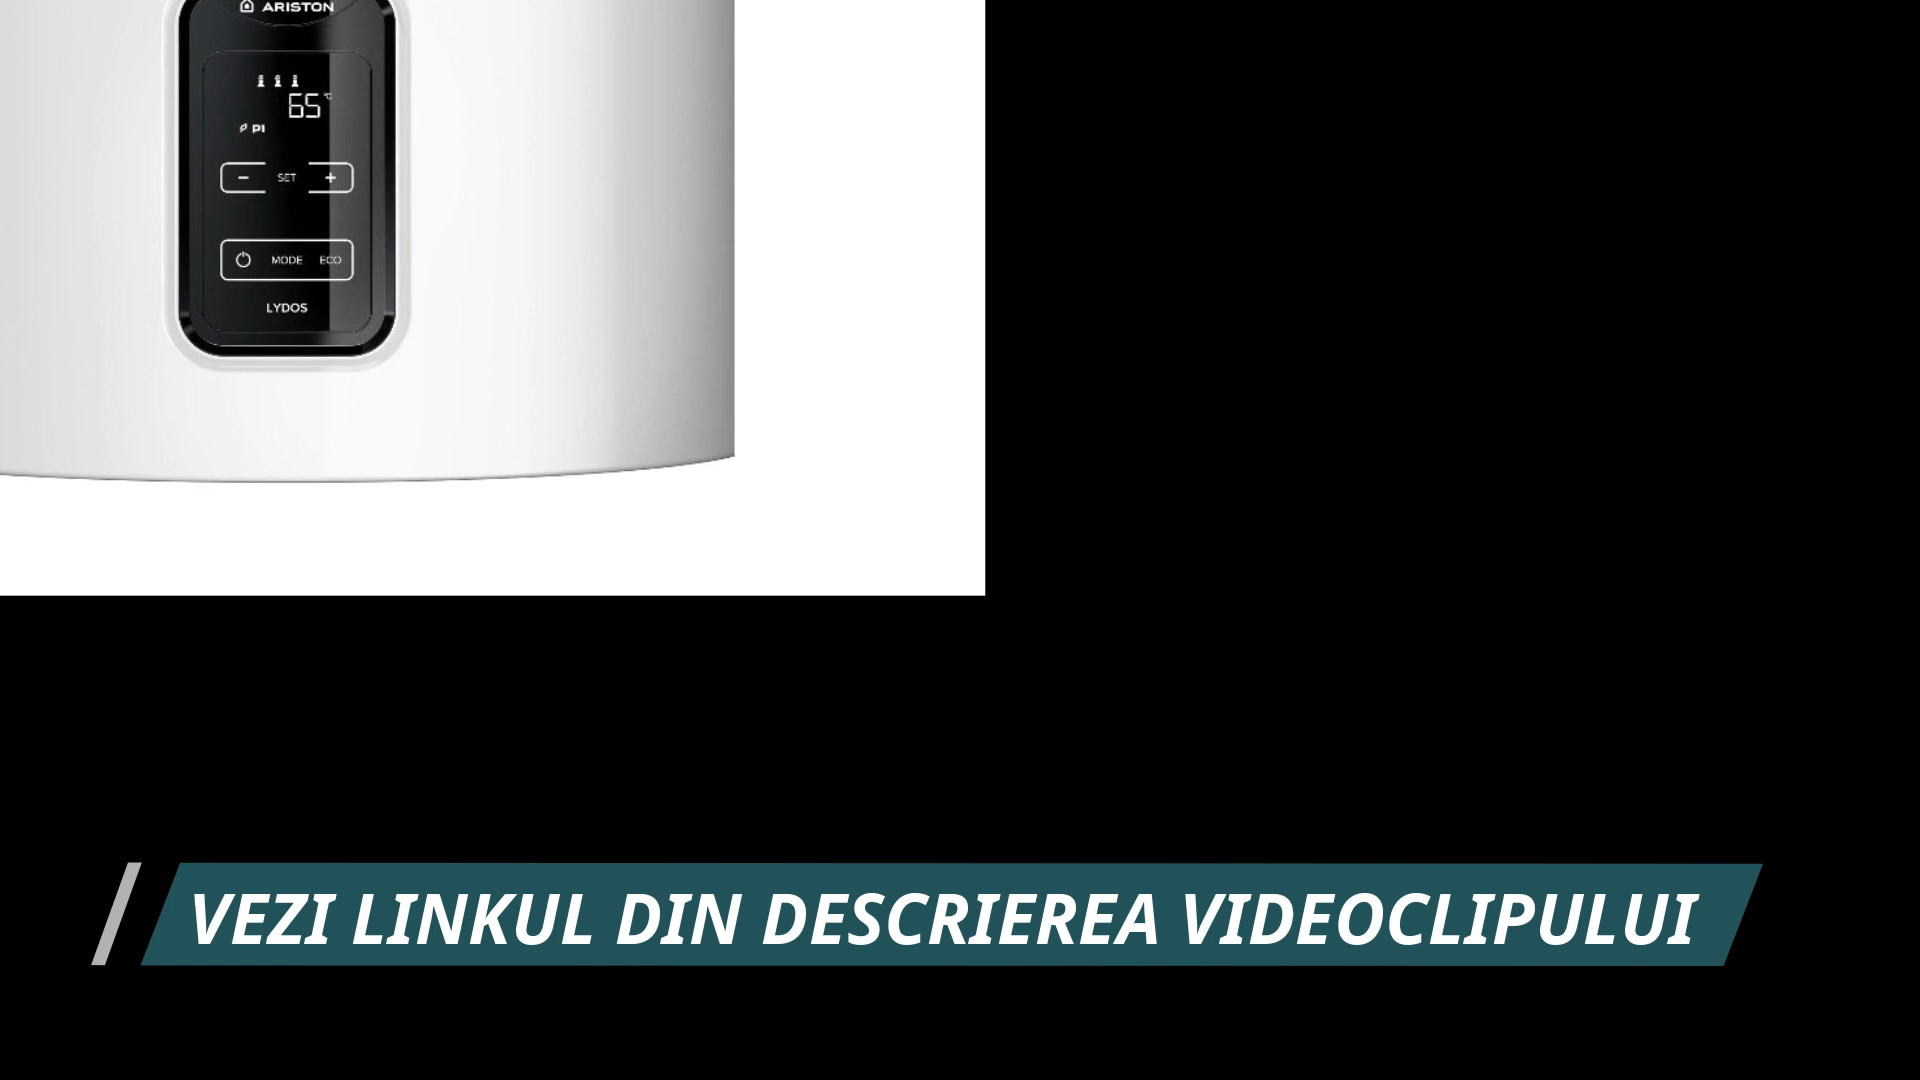 ARISTON
65°C
P1
− SET +
MODE ECO
LYDOS
VEZI LINKUL DIN DESCRIEREA VIDEOCLIPULUI